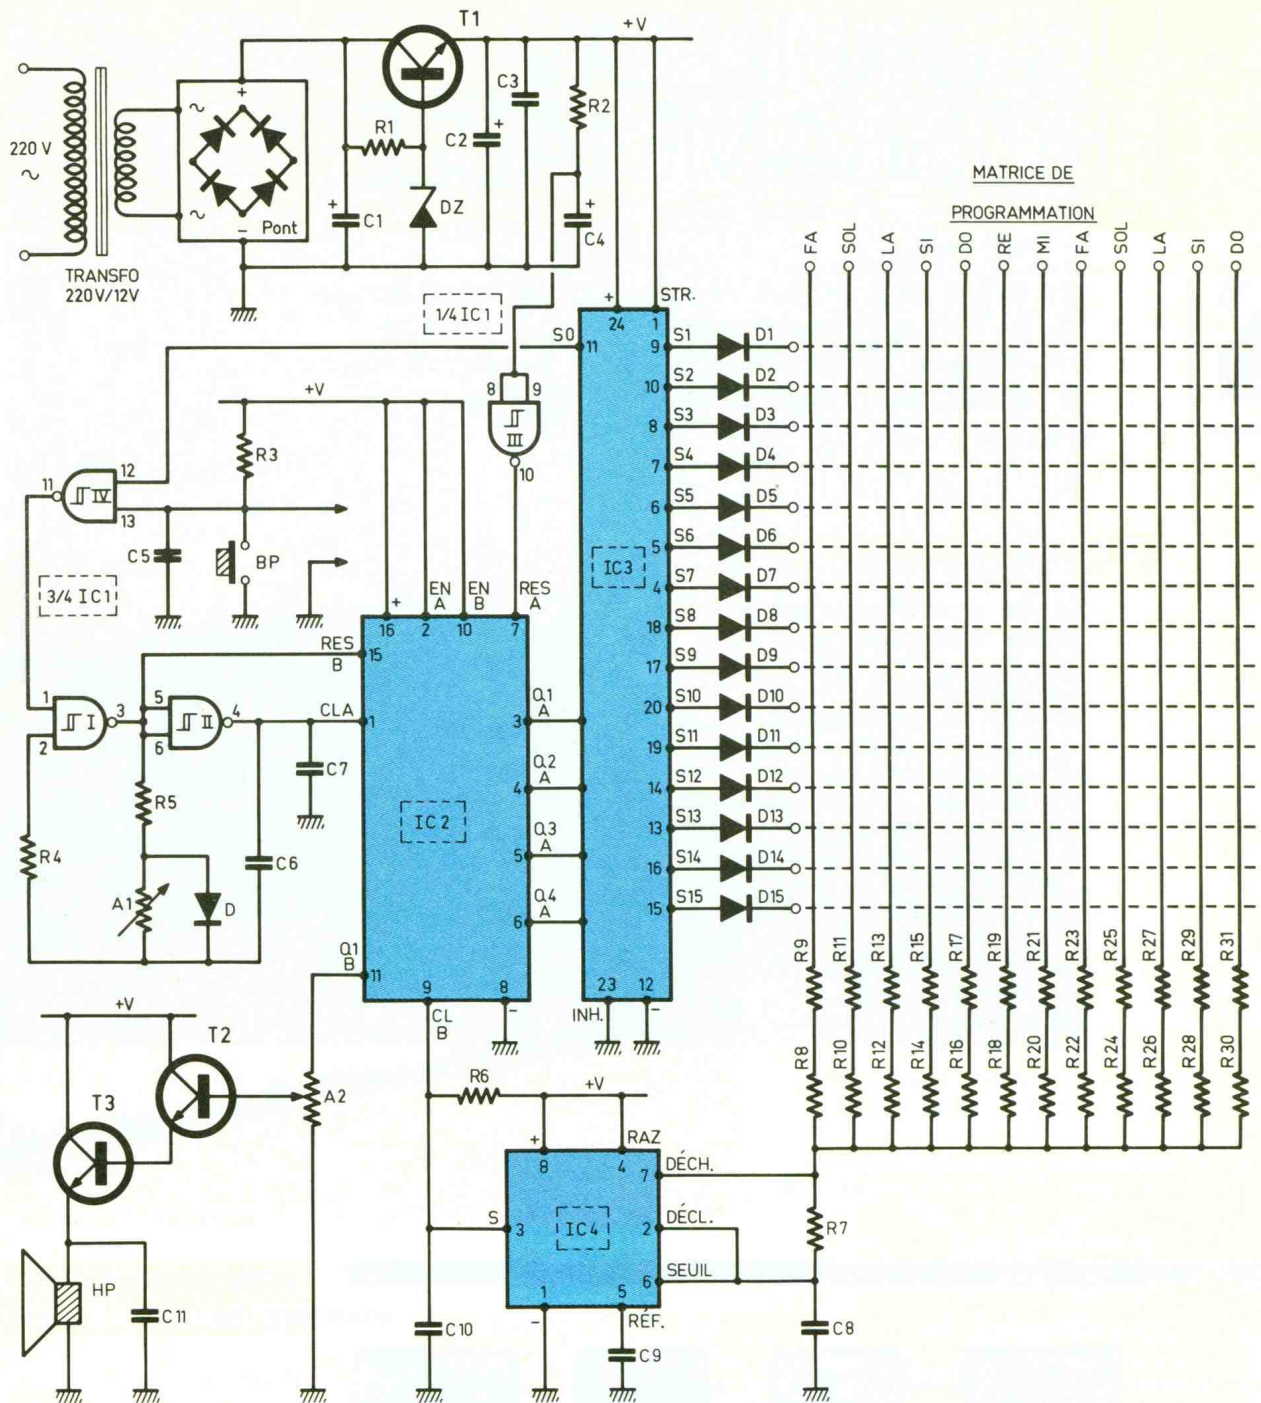 T1
+V
220 V
~
TRANSFO
220 V/12V
~
~
+
−
Pont
R1
+
C1
DZ
C2
+
C3
R2
+
C4
1/4 IC1
MATRICE DE
PROGRAMMATION
FA
SOL
LA
SI
DO
RE
MI
FA
SOL
LA
SI
DO
STR.
+
24
1
S0
11
9
S1
D1
10
S2
D2
8
S3
D3
7
S4
D4
6
S5
D5
5
S6
D6
4
S7
D7
18
S8
D8
17
S9
D9
20
S10
D10
19
S11
D11
14
S12
D12
13
S13
D13
16
S14
D14
15
S15
D15
IC3
23
12
INH.
−
8
9
III
10
+V
R3
11
IV
12
13
C5
BP
3/4 IC1
+
EN
A
EN
B
RES
A
16
2
10
7
RES
B
15
1
I
3
2
5
II
4
6
CLA
1
C7
R5
R4
A1
D
C6
IC2
Q1
A
3
Q2
A
4
Q3
A
5
Q4
A
6
Q1
B
11
9
8
CL
B
−
+V
T2
T3
A2
HP
C11
R6
+V
+
8
RAZ
4
7
DÉCH.
2
DÉCL.
6
SEUIL
S
3
IC4
1
−
5
RÉF.
C10
C9
R7
C8
R9
R11
R13
R15
R17
R19
R21
R23
R25
R27
R29
R31
R8
R10
R12
R14
R16
R18
R20
R22
R24
R26
R28
R30